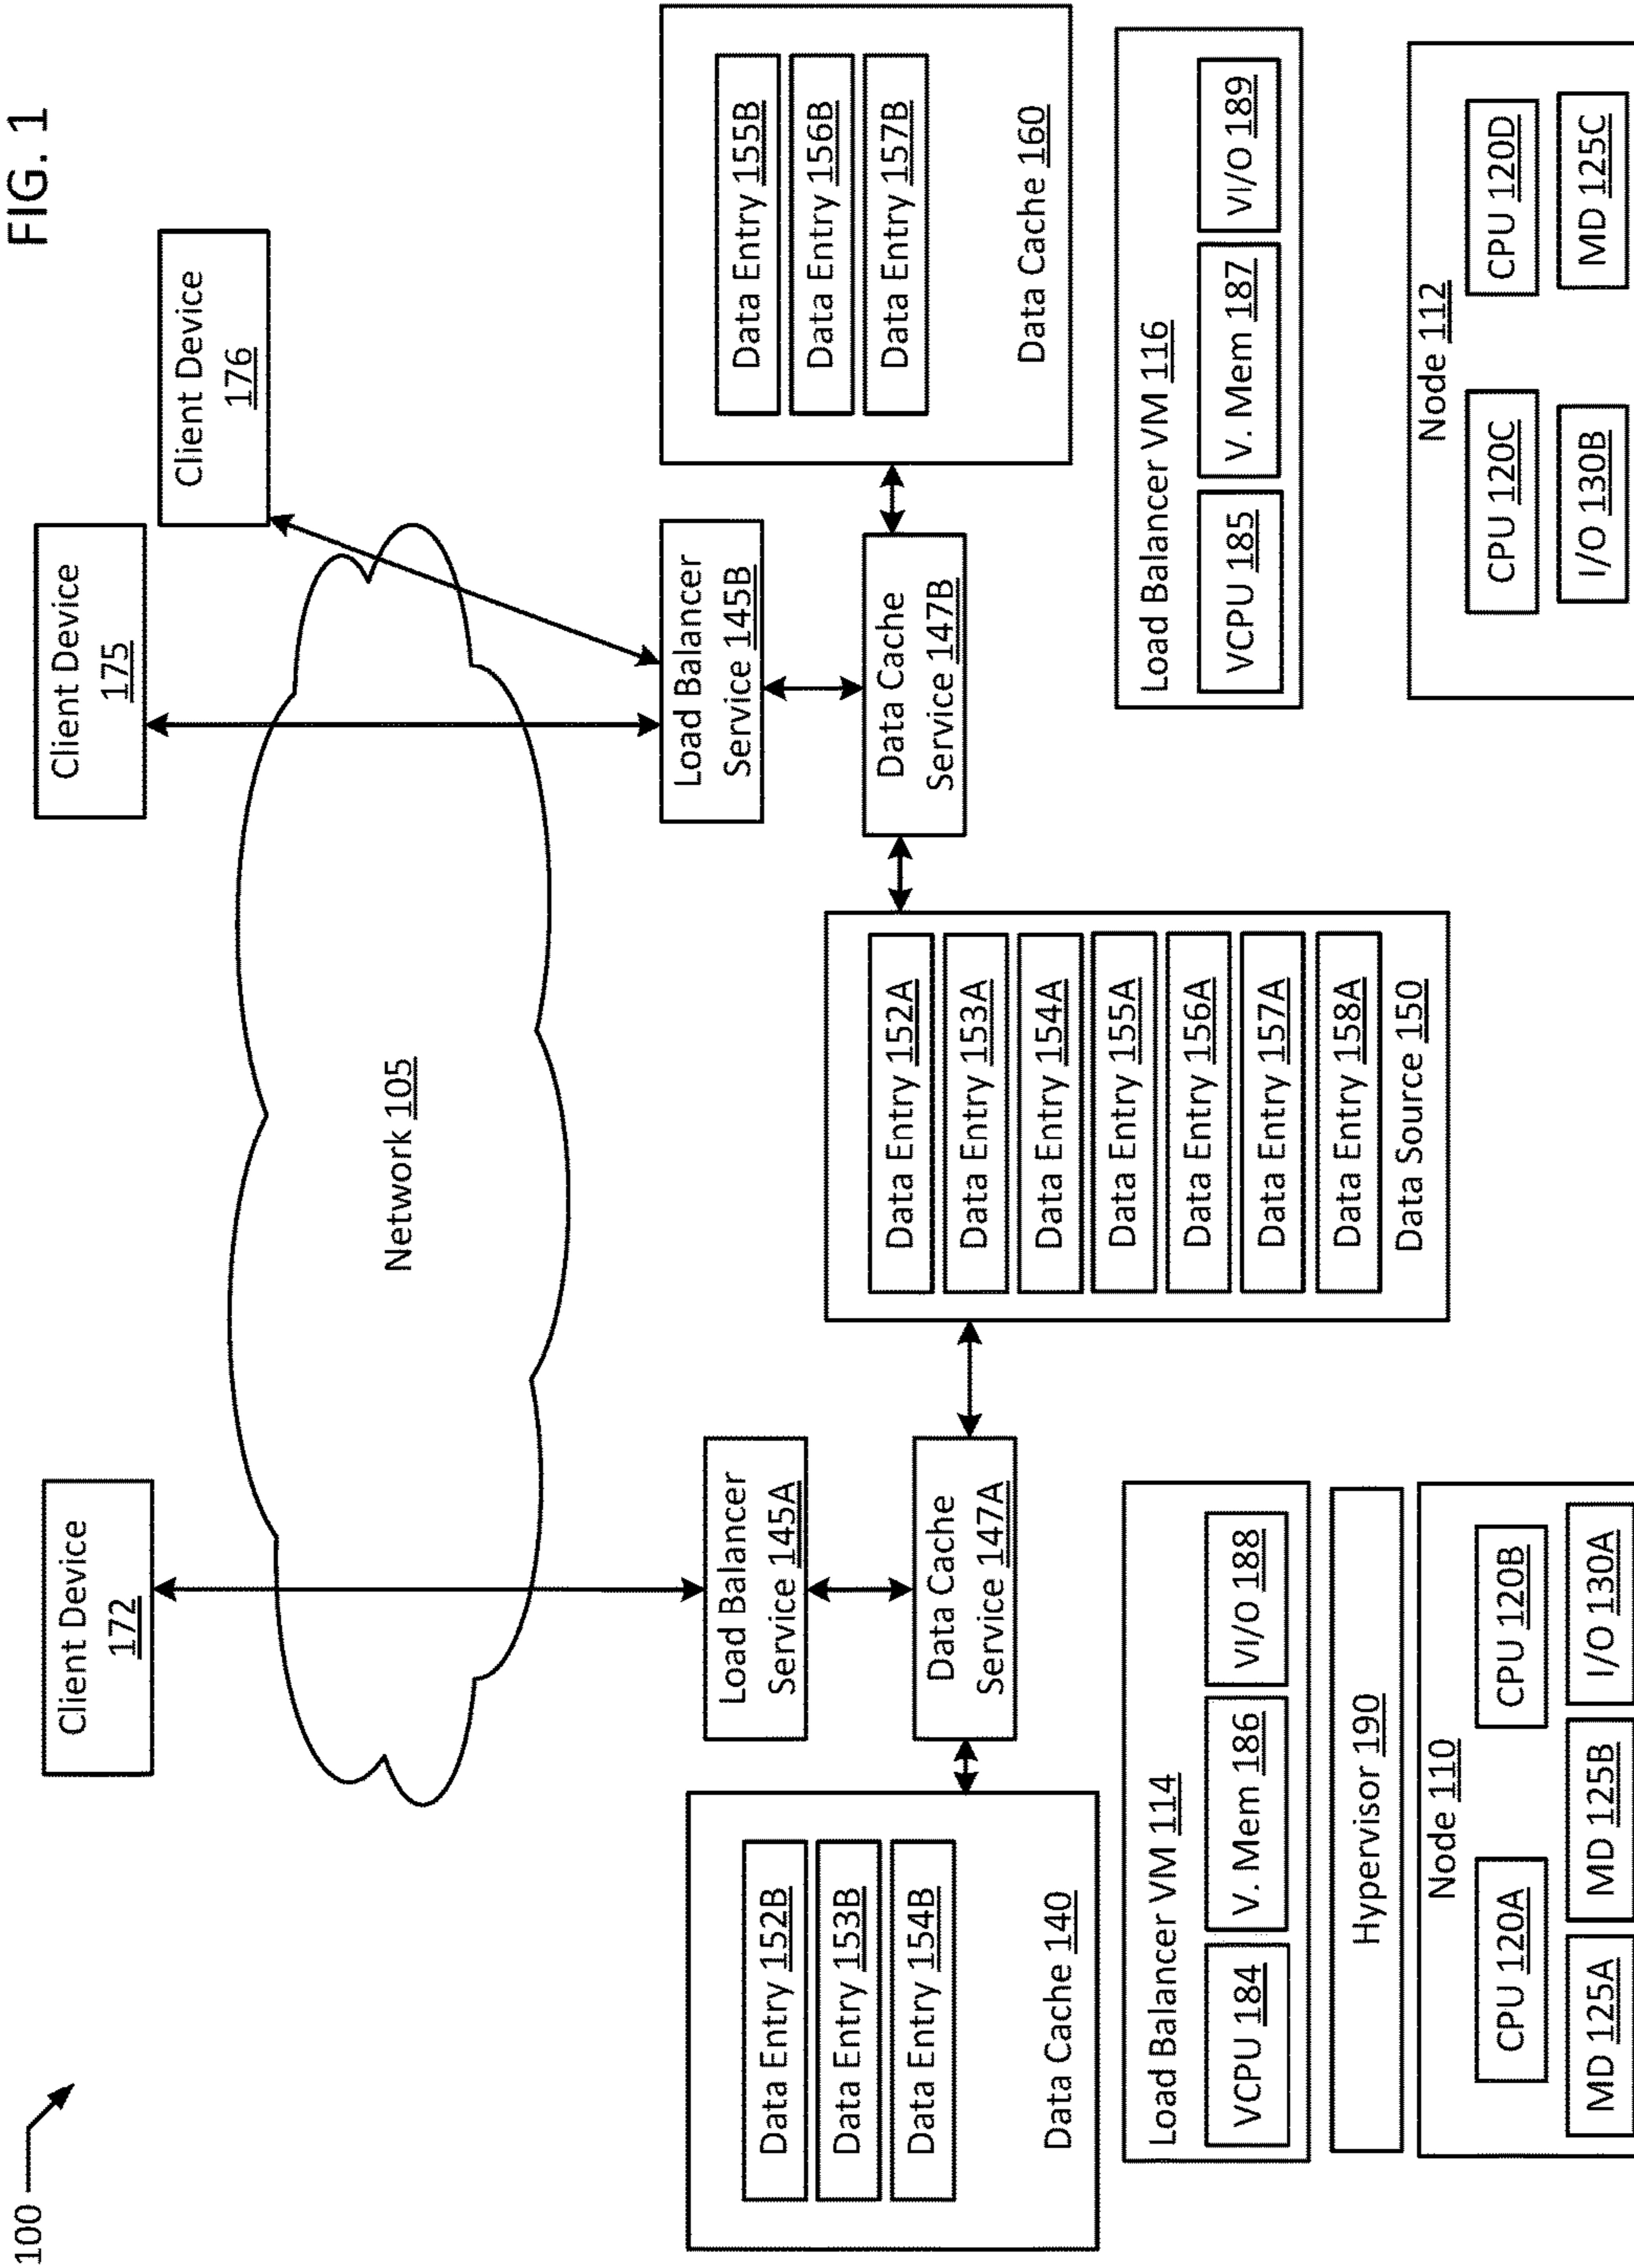 FIG. 1
100
Client Device
172
Client Device
175
Client Device
176
Network 105
Load Balancer
Service 145A
Load Balancer
Service 145B
Data Cache
Service 147A
Data Cache
Service 147B
Data Entry 152B
Data Entry 153B
Data Entry 154B
Data Cache 140
Data Entry 152A
Data Entry 153A
Data Entry 154A
Data Entry 155A
Data Entry 156A
Data Entry 157A
Data Entry 158A
Data Source 150
Data Entry 155B
Data Entry 156B
Data Entry 157B
Data Cache 160
Load Balancer VM 114
VCPU 184
V. Mem 186
VI/O 188
Hypervisor 190
Node 110
CPU 120A
CPU 120B
MD 125A
MD 125B
I/O 130A
Load Balancer VM 116
VCPU 185
V. Mem 187
VI/O 189
Node 112
CPU 120C
CPU 120D
I/O 130B
MD 125C